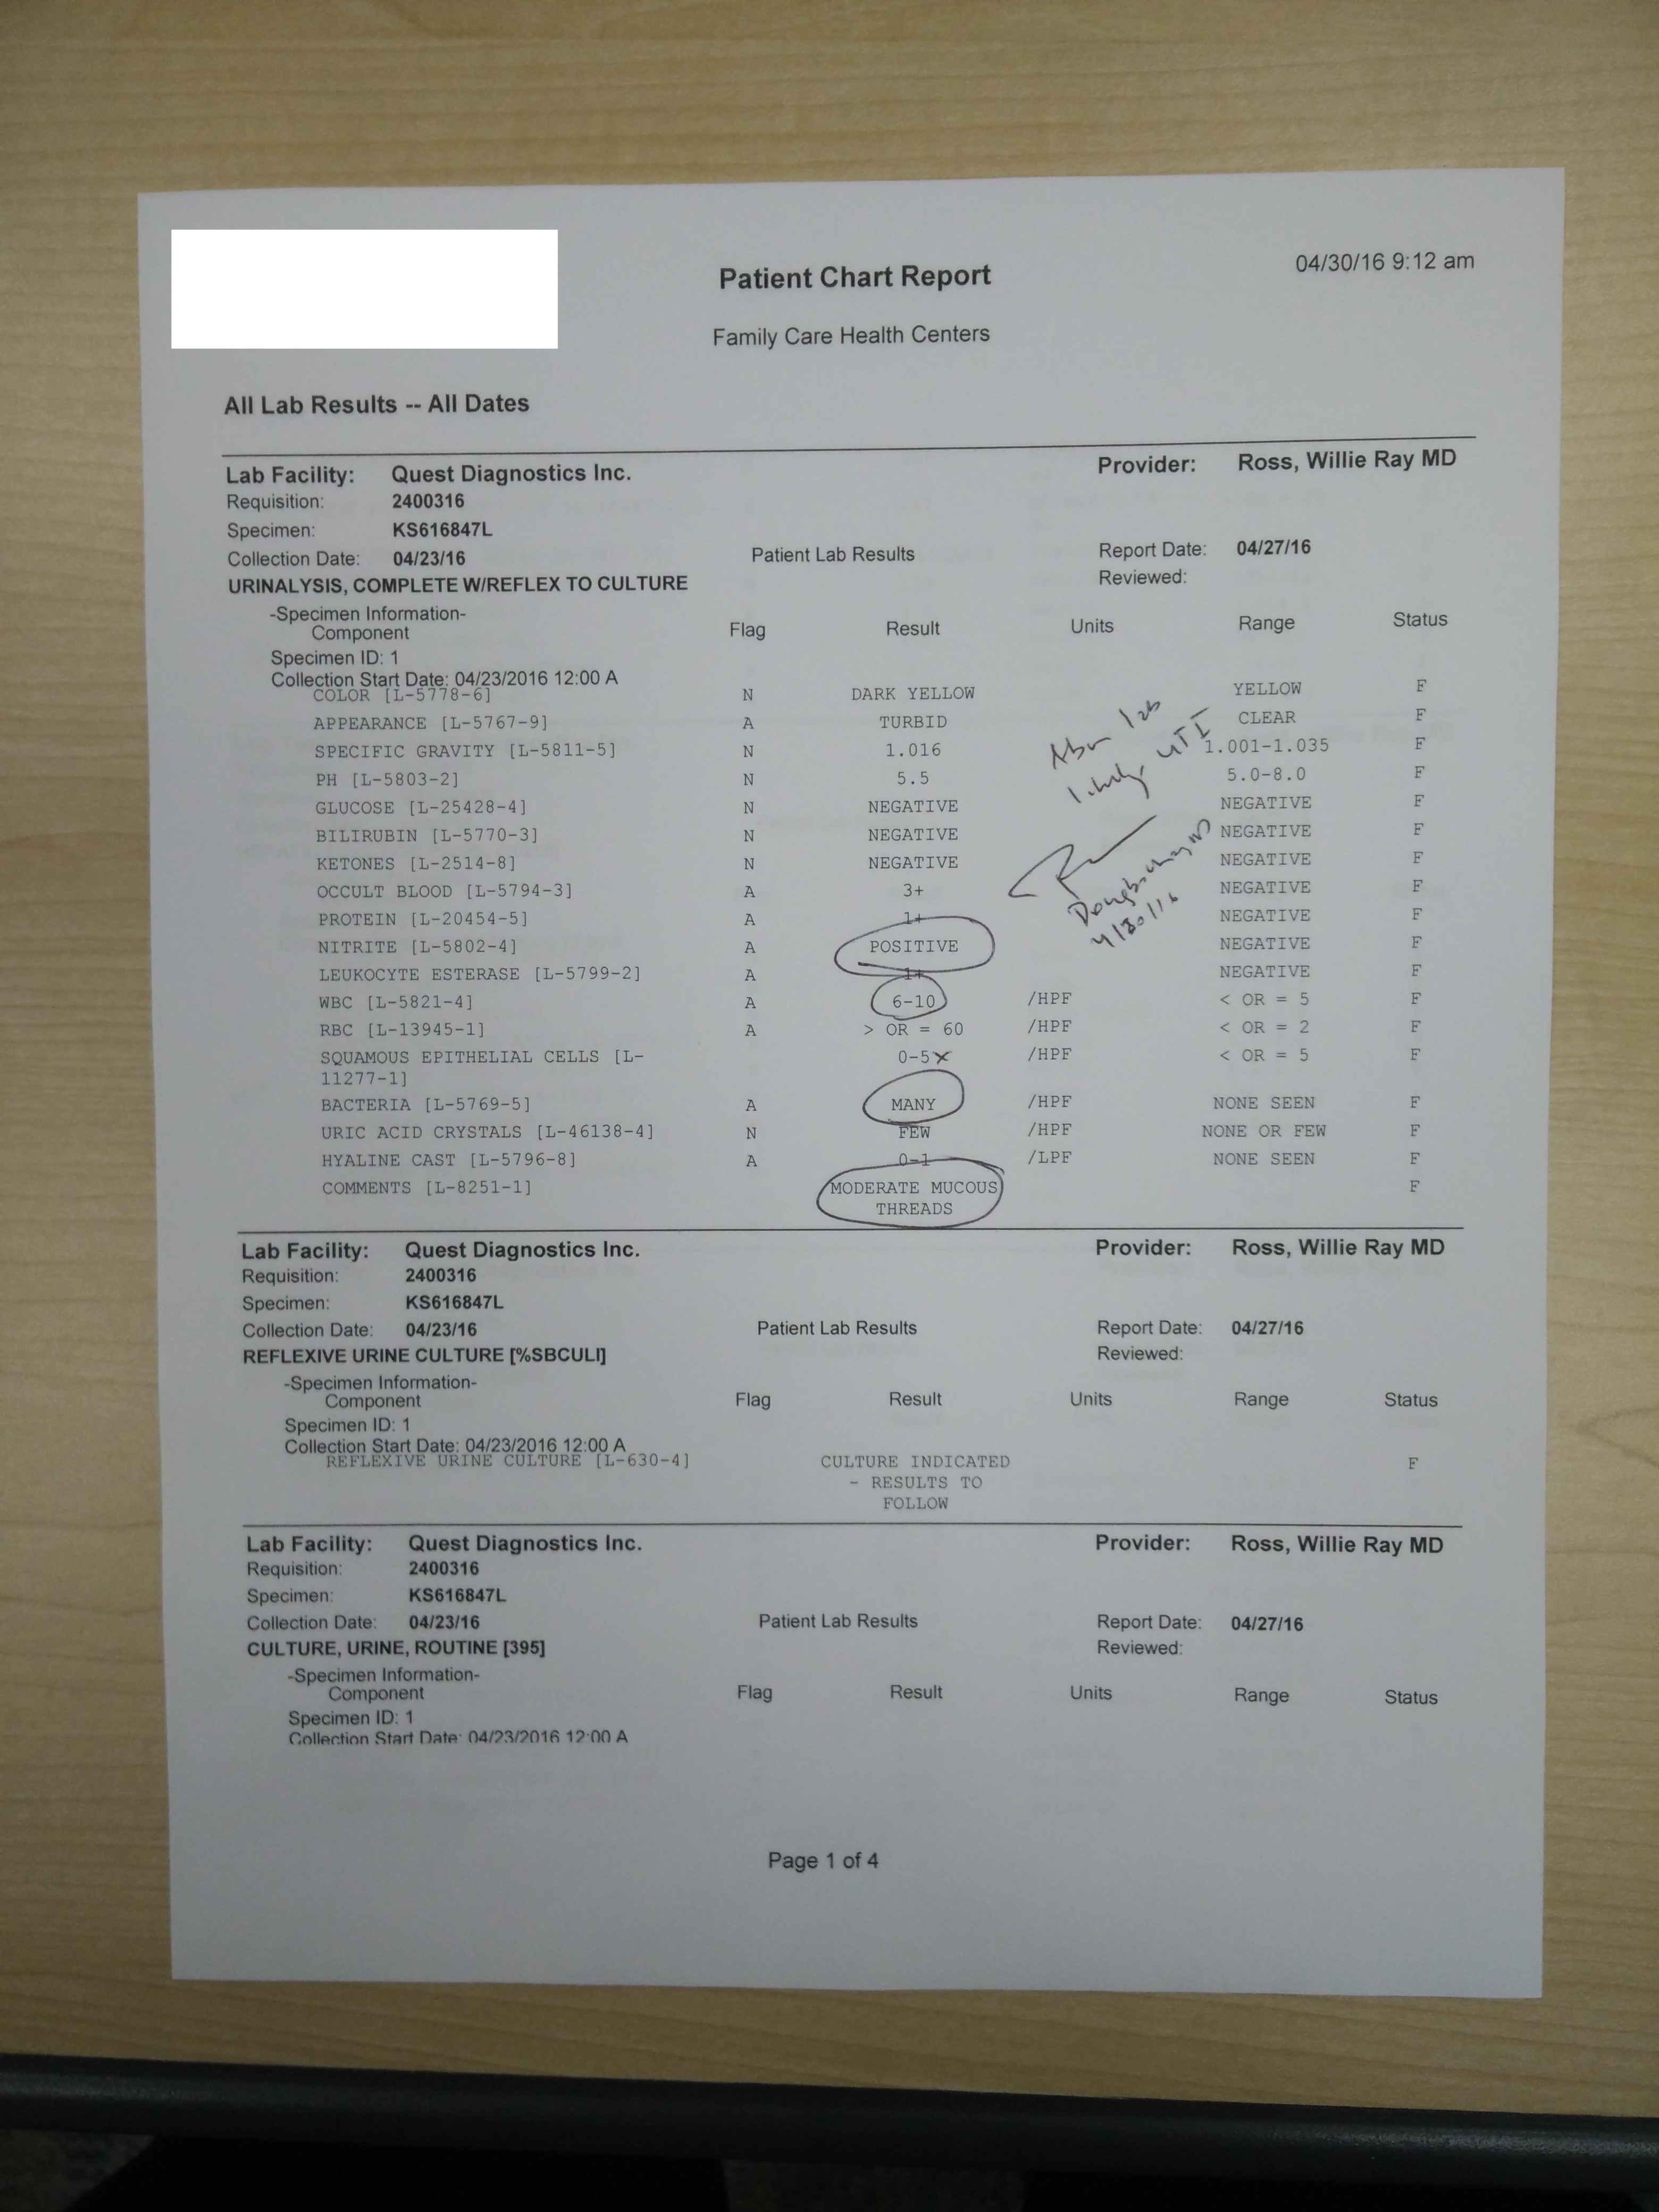 Patient Chart Report
04/30/16 9:12 am
Family Care Health Centers
All Lab Results -- All Dates
Lab Facility: Quest Diagnostics Inc. Provider: Ross, Willie Ray MD
Requisition: 2400316
Specimen: KS616847L
Collection Date: 04/23/16 Patient Lab Results Report Date: 04/27/16
Reviewed:
URINALYSIS, COMPLETE W/REFLEX TO CULTURE
-Specimen Information-
Component Flag Result Units Range Status
Specimen ID: 1
Collection Start Date: 04/23/2016 12:00 A
COLOR [L-5778-6] N DARK YELLOW YELLOW F
APPEARANCE [L-5767-9] A TURBID CLEAR F
SPECIFIC GRAVITY [L-5811-5] N 1.016 1.001-1.035 F
PH [L-5803-2] N 5.5 5.0-8.0 F
GLUCOSE [L-25428-4] N NEGATIVE NEGATIVE F
BILIRUBIN [L-5770-3] N NEGATIVE NEGATIVE F
KETONES [L-2514-8] N NEGATIVE NEGATIVE F
OCCULT BLOOD [L-5794-3] A 3+ NEGATIVE F
PROTEIN [L-20454-5] A 1+ NEGATIVE F
NITRITE [L-5802-4] A POSITIVE NEGATIVE F
LEUKOCYTE ESTERASE [L-5799-2] A 1+ NEGATIVE F
WBC [L-5821-4] A 6-10 /HPF < OR = 5 F
RBC [L-13945-1] A > OR = 60 /HPF < OR = 2 F
SQUAMOUS EPITHELIAL CELLS [L- 0-5 /HPF < OR = 5 F
11277-1]
BACTERIA [L-5769-5] A MANY /HPF NONE SEEN F
URIC ACID CRYSTALS [L-46138-4] N FEW /HPF NONE OR FEW F
HYALINE CAST [L-5796-8] A 0-1 /LPF NONE SEEN F
COMMENTS [L-8251-1] MODERATE MUCOUS F
THREADS
Abn lab
likely UTI
4/30/16
Lab Facility: Quest Diagnostics Inc. Provider: Ross, Willie Ray MD
Requisition: 2400316
Specimen: KS616847L
Collection Date: 04/23/16 Patient Lab Results Report Date: 04/27/16
REFLEXIVE URINE CULTURE [%SBCULI] Reviewed:
-Specimen Information-
Component Flag Result Units Range Status
Specimen ID: 1
Collection Start Date: 04/23/2016 12:00 A
REFLEXIVE URINE CULTURE [L-630-4] CULTURE INDICATED F
- RESULTS TO
FOLLOW
Lab Facility: Quest Diagnostics Inc. Provider: Ross, Willie Ray MD
Requisition: 2400316
Specimen: KS616847L
Collection Date: 04/23/16 Patient Lab Results Report Date: 04/27/16
CULTURE, URINE, ROUTINE [395] Reviewed:
-Specimen Information-
Component Flag Result Units Range Status
Specimen ID: 1
Collection Start Date: 04/23/2016 12:00 A
Page 1 of 4